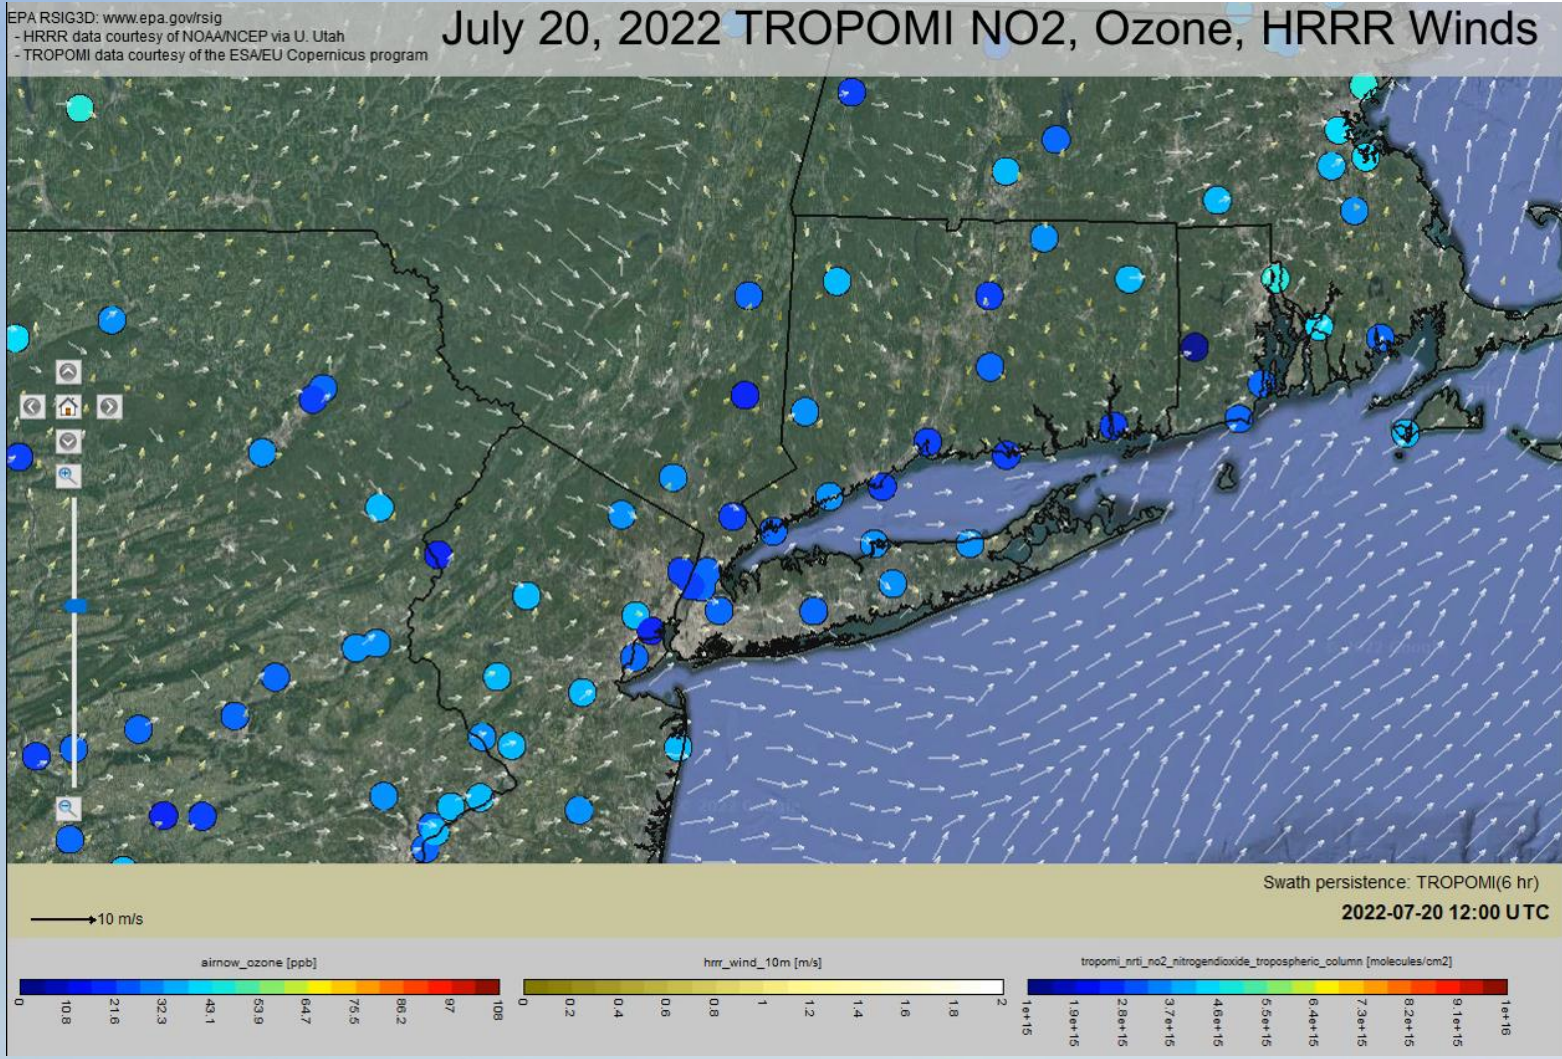 EPA RSIG3D: www.epa.gov/rsig
- HRRR data courtesy of NOAA/NCEP via U. Utah
- TROPOMI data courtesy of the ESA/EU Copernicus program
July 20, 2022 TROPOMI NO2, Ozone, HRRR Winds
Swath persistence: TROPOMI(6 hr)
10 m/s
2022-07-20 12:00 UTC
airnow_ozone [ppb]
0 10.8 21.6 32.3 43.1 53.9 64.7 75.5 86.2 97 108
hrrr_wind_10m [m/s]
0 0.2 0.4 0.6 0.8 1 1.2 1.4 1.6 1.8 2
tropomi_nrti_no2_nitrogendioxide_tropospheric_column [molecules/cm2]
1e+15 1.9e+15 2.8e+15 3.7e+15 4.6e+15 5.5e+15 6.4e+15 7.3e+15 8.2e+15 9.1e+15 1e+16